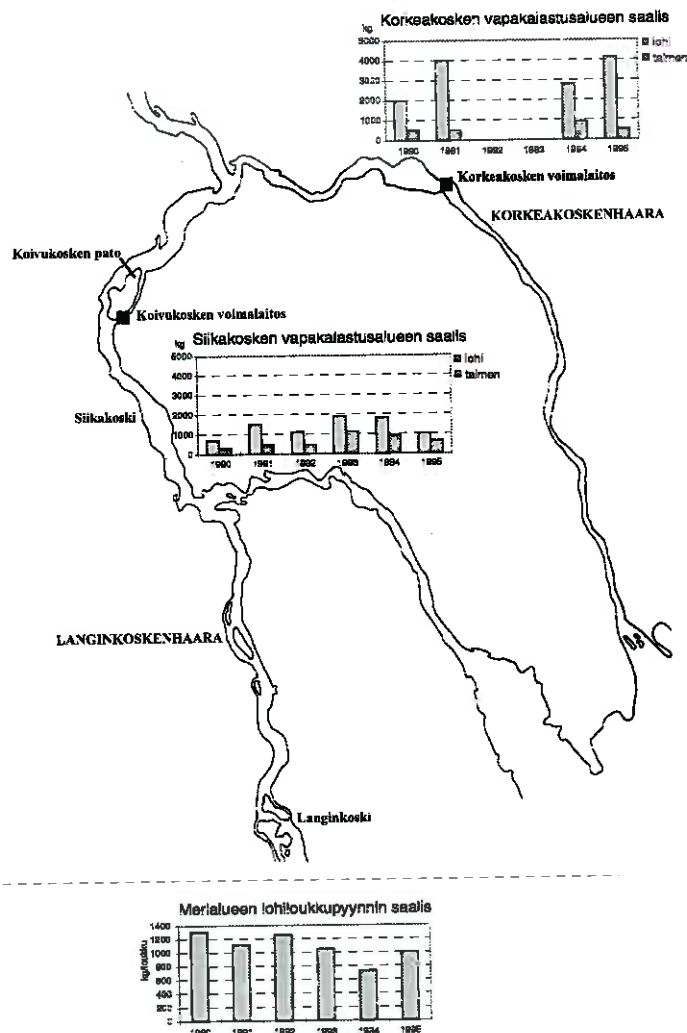 Korkeakosken vapakalastusalueen saalis
kg
5000
4000
3000
2000
1000
0
lohi
taimen
1990 1991 1992 1993 1994 1995
Korkeakosken voimalaitos
KORKEAKOSKENHAARA
Koivukosken pato
Koivukosken voimalaitos
Siikakosken vapakalastusalueen saalis
kg
5000
4000
3000
2000
1000
0
lohi
taimen
1990 1991 1992 1993 1994 1995
Siikakoski
LANGINKOSKENHAARA
Langinkoski
Merialueen lohiloukkupyynnin saalis
kg/loukku
1400
1200
1000
800
600
400
200
0
1990 1991 1992 1993 1994 1995